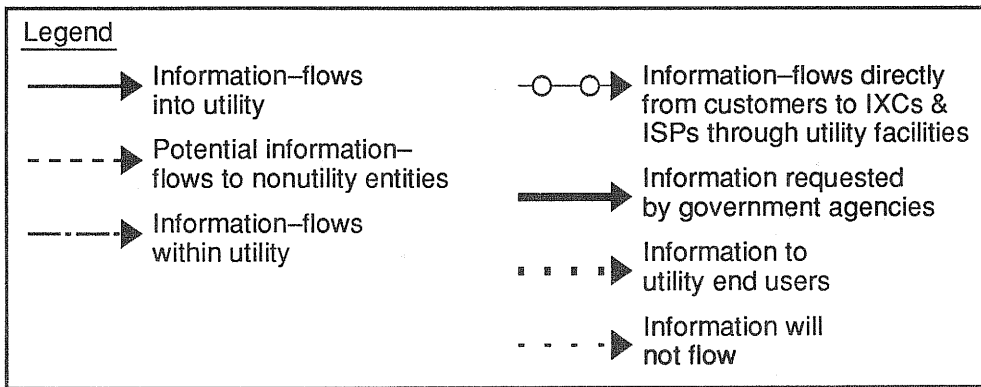 Legend
Information–flows
into utility
Potential information–
flows to nonutility entities
Information–flows
within utility
Information–flows directly
from customers to IXCs &
ISPs through utility facilities
Information requested
by government agencies
Information to
utility end users
Information will
not flow